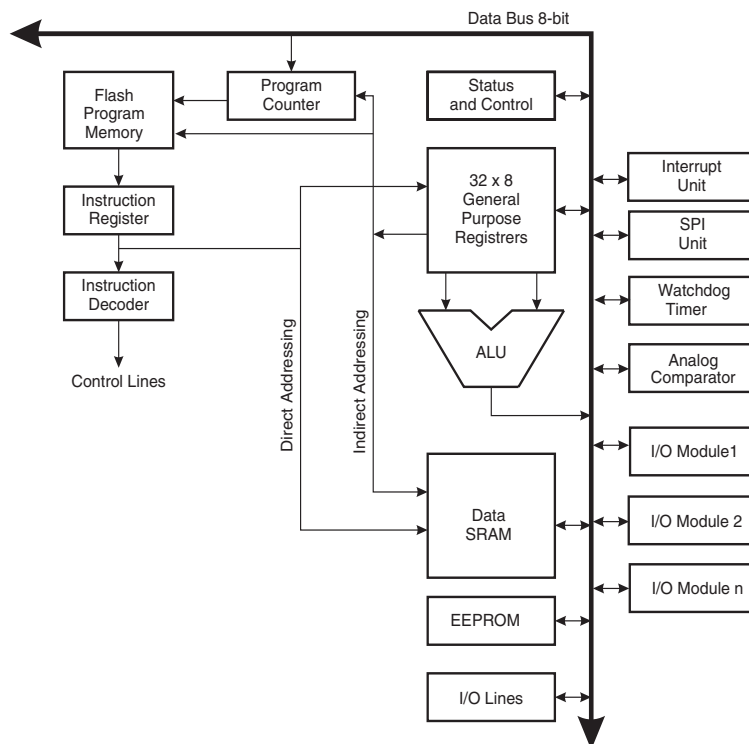 Data Bus 8-bit
Flash
Program
Memory
Program
Counter
Status
and Control
Interrupt
Unit
32 x 8
General
Purpose
Registrers
Instruction
Register
SPI
Unit
Instruction
Decoder
Watchdog
Timer
Direct Addressing
Indirect Addressing
ALU
Analog
Comparator
Control Lines
I/O Module1
Data
SRAM
I/O Module 2
I/O Module n
EEPROM
I/O Lines